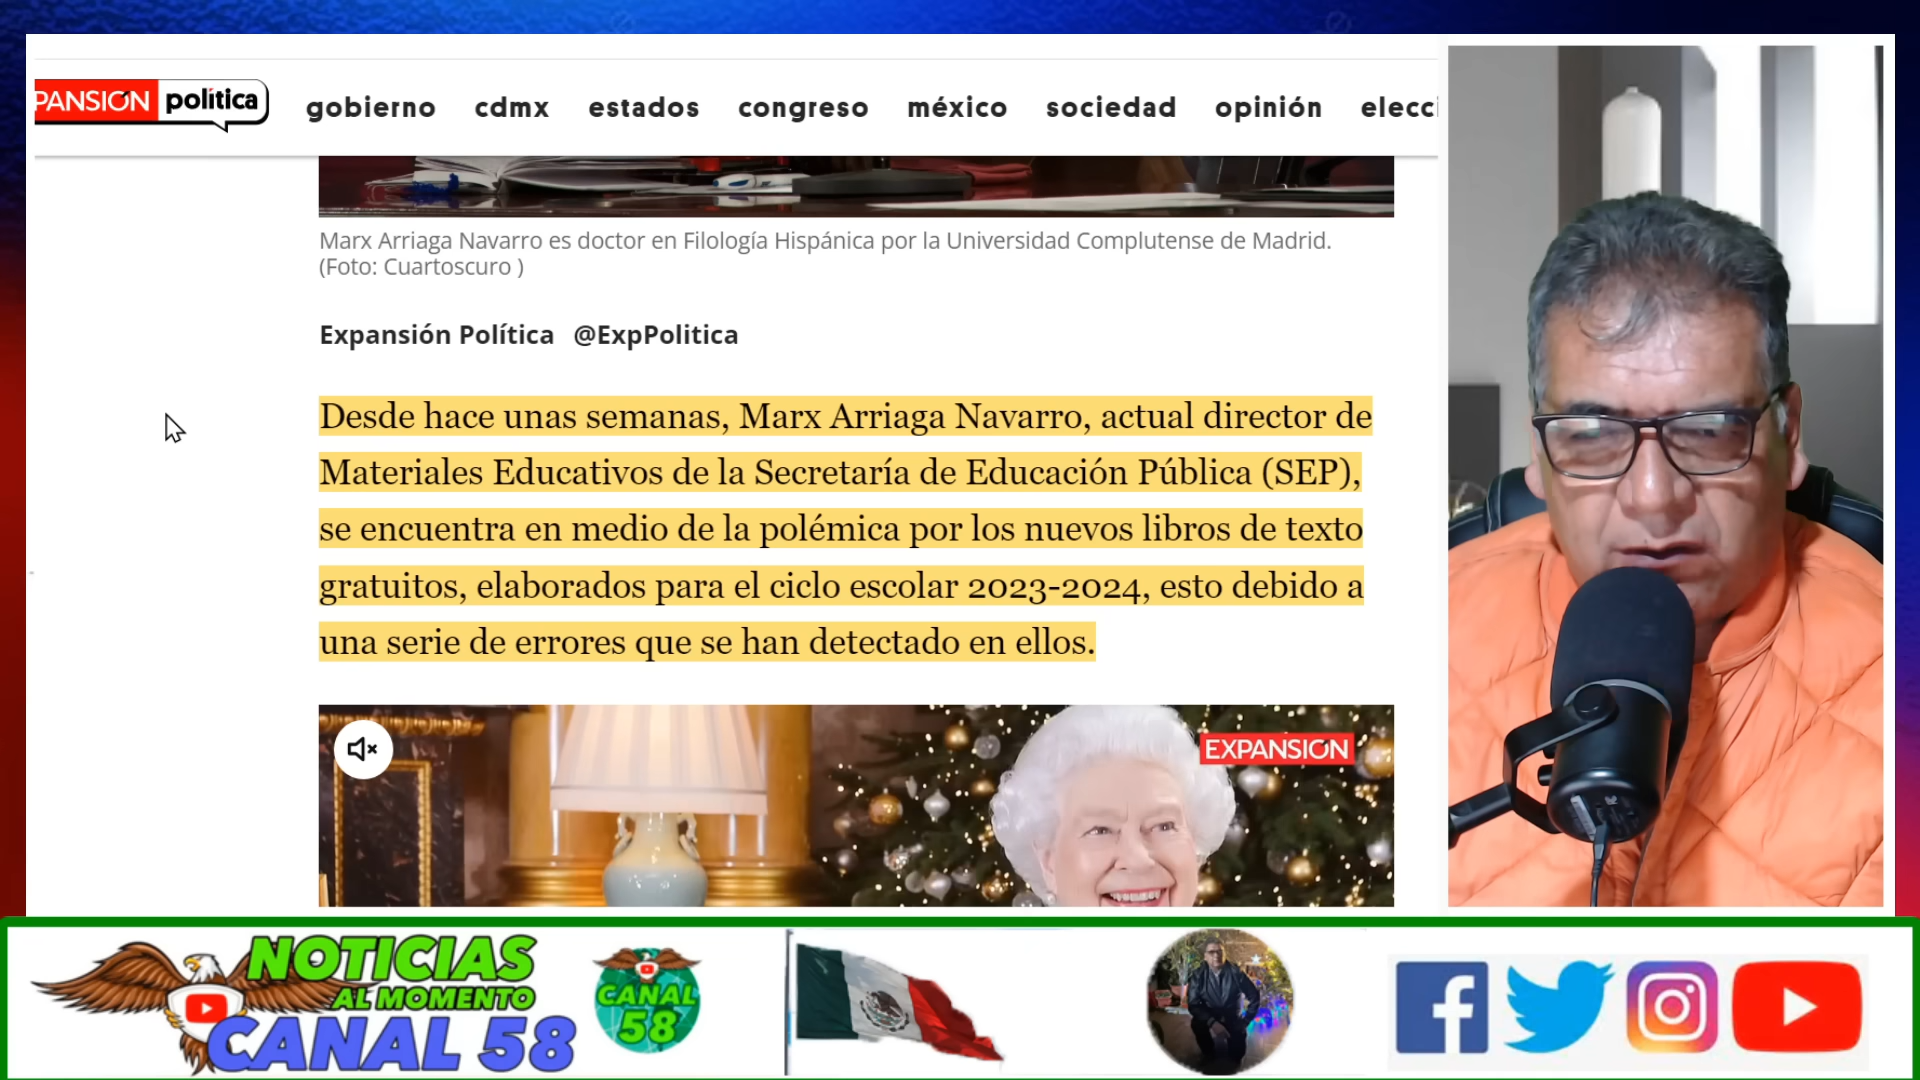 PANSIÓN política
gobierno cdmx estados congreso méxico sociedad opinión elecci
Marx Arriaga Navarro es doctor en Filología Hispánica por la Universidad Complutense de Madrid.
(Foto: Cuartoscuro )
Expansión Política @ExpPolitica
Desde hace unas semanas, Marx Arriaga Navarro, actual director de
Materiales Educativos de la Secretaría de Educación Pública (SEP),
se encuentra en medio de la polémica por los nuevos libros de texto
gratuitos, elaborados para el ciclo escolar 2023-2024, esto debido a
una serie de errores que se han detectado en ellos.
EXPANSIÓN
NOTICIAS
AL MOMENTO
CANAL 58
CANAL
58